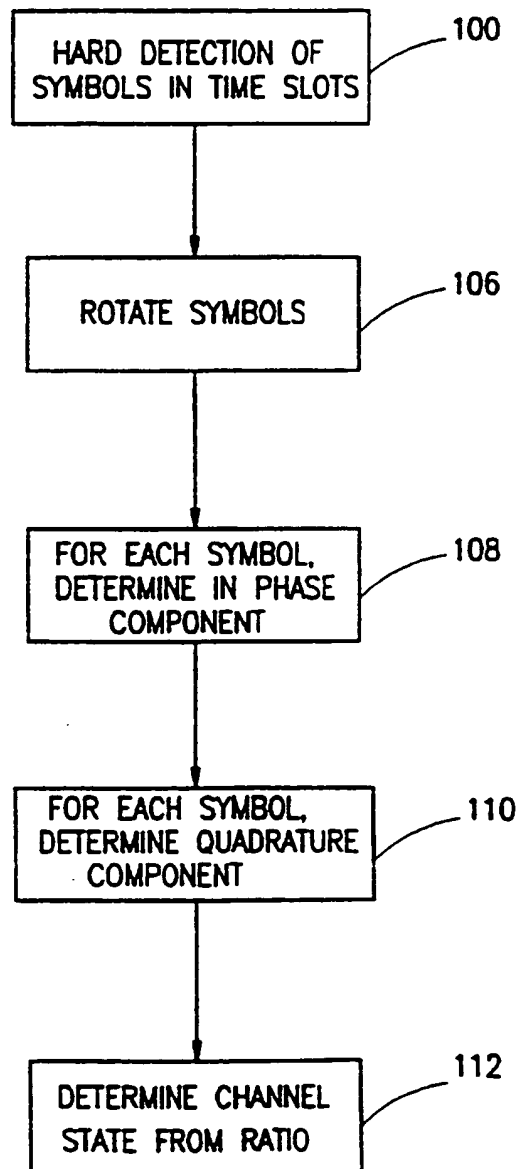 100
HARD DETECTION OF
SYMBOLS IN TIME SLOTS
106
ROTATE SYMBOLS
108
FOR EACH SYMBOL,
DETERMINE IN PHASE
COMPONENT
110
FOR EACH SYMBOL,
DETERMINE QUADRATURE
COMPONENT
112
DETERMINE CHANNEL
STATE FROM RATIO